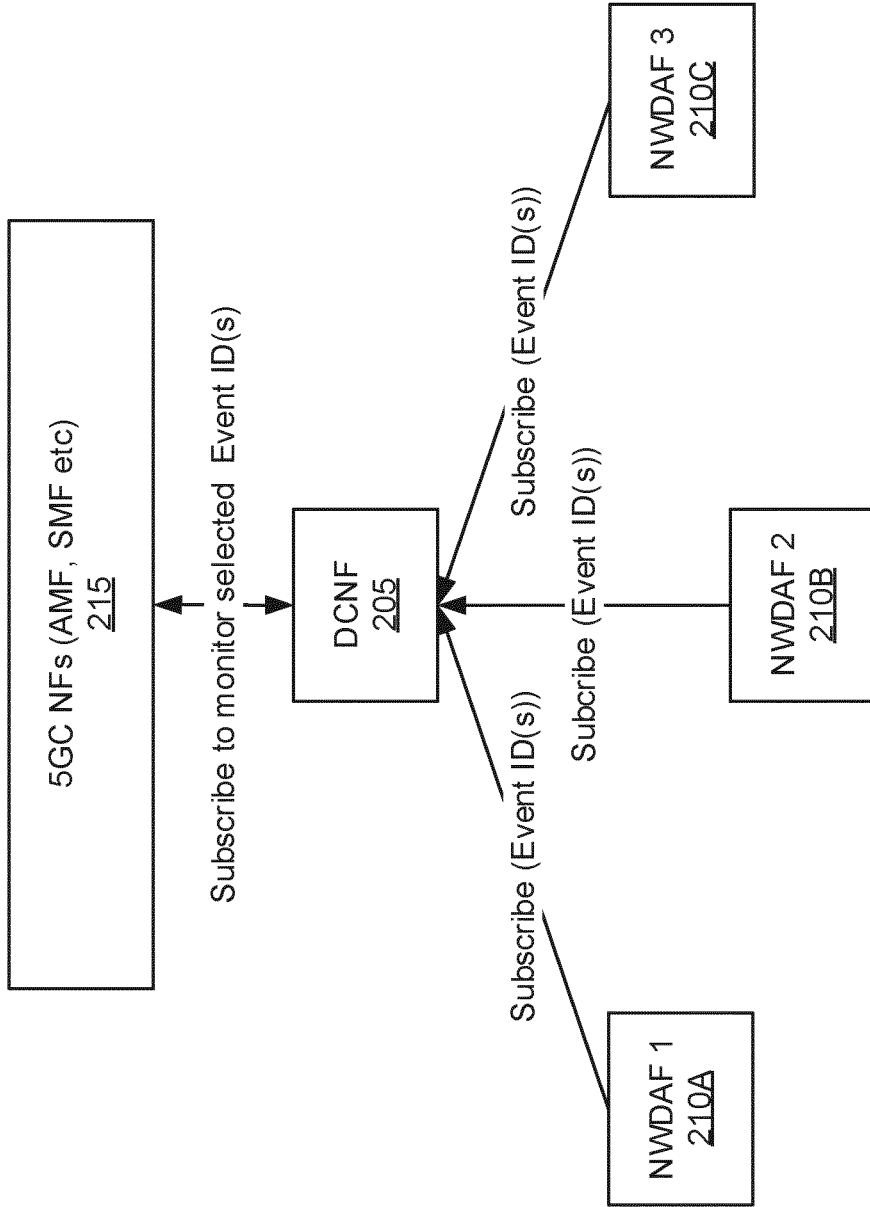 5GC NFs (AMF, SMF etc)
215
Subscribe to monitor selected Event ID(s)
DCNF
205
Subscribe (Event ID(s))
Subcribe (Event ID(s))
Subscribe (Event ID(s))
NWDAF 1
210A
NWDAF 2
210B
NWDAF 3
210C